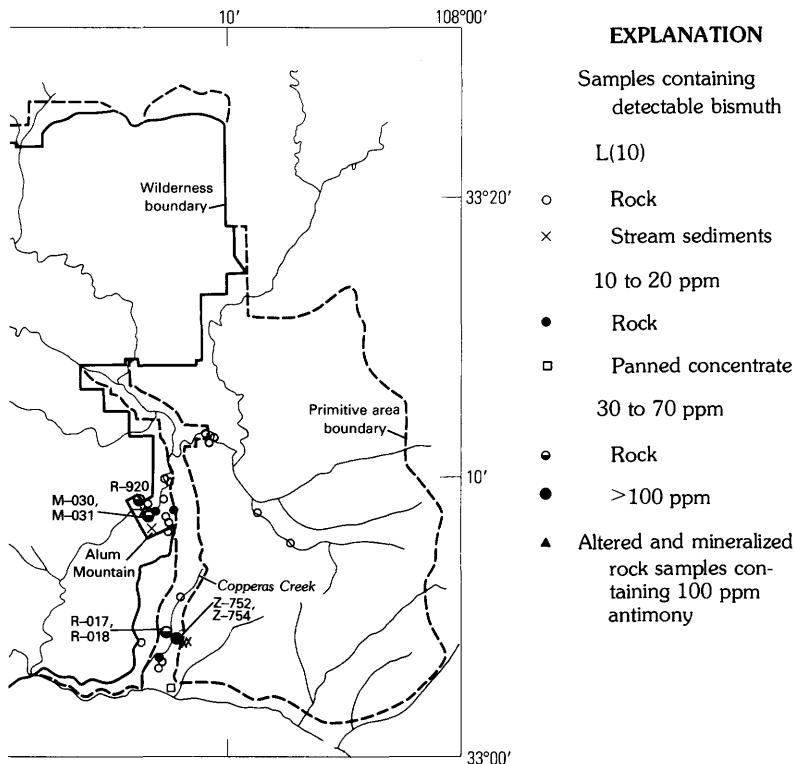 10'
108°00'
Wilderness
boundary
33°20'
Primitive area
boundary
10'
R–920
M–030,
M–031
Alum
Mountain
Copperas Creek
Z–752,
Z–754
R–017,
R–018
10'
33°00'
EXPLANATION
Samples containing
detectable bismuth
L(10)
Rock
Stream sediments
10 to 20 ppm
Rock
Panned concentrate
30 to 70 ppm
Rock
>100 ppm
Altered and mineralized
rock samples con-
taining 100 ppm
antimony